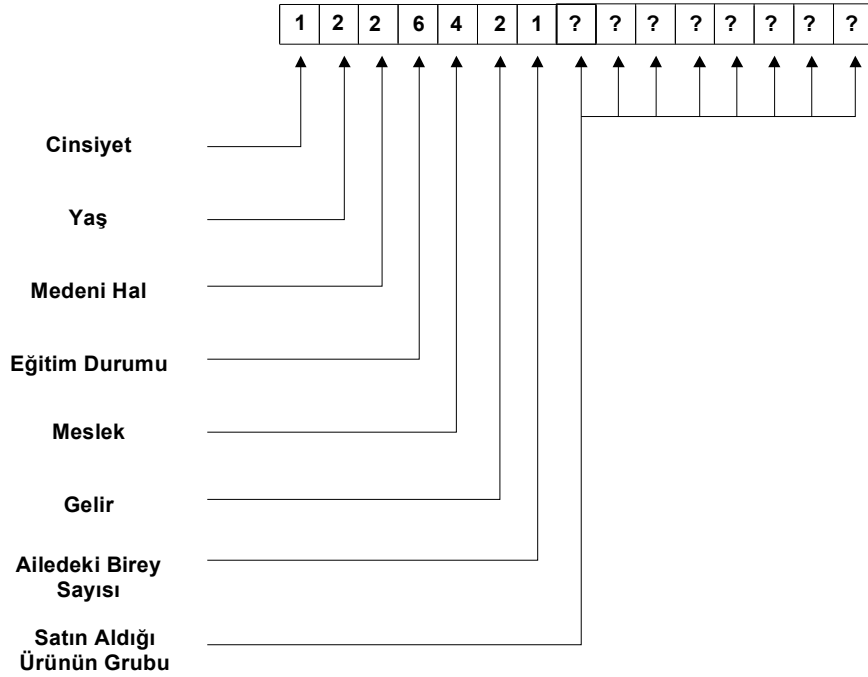 1 2 2 6 4 2 1 ? ? ? ? ? ? ? ?
Cinsiyet
Yaş
Medeni Hal
Eğitim Durumu
Meslek
Gelir
Ailedeki Birey
Sayısı
Satın Aldığı
Ürünün Grubu